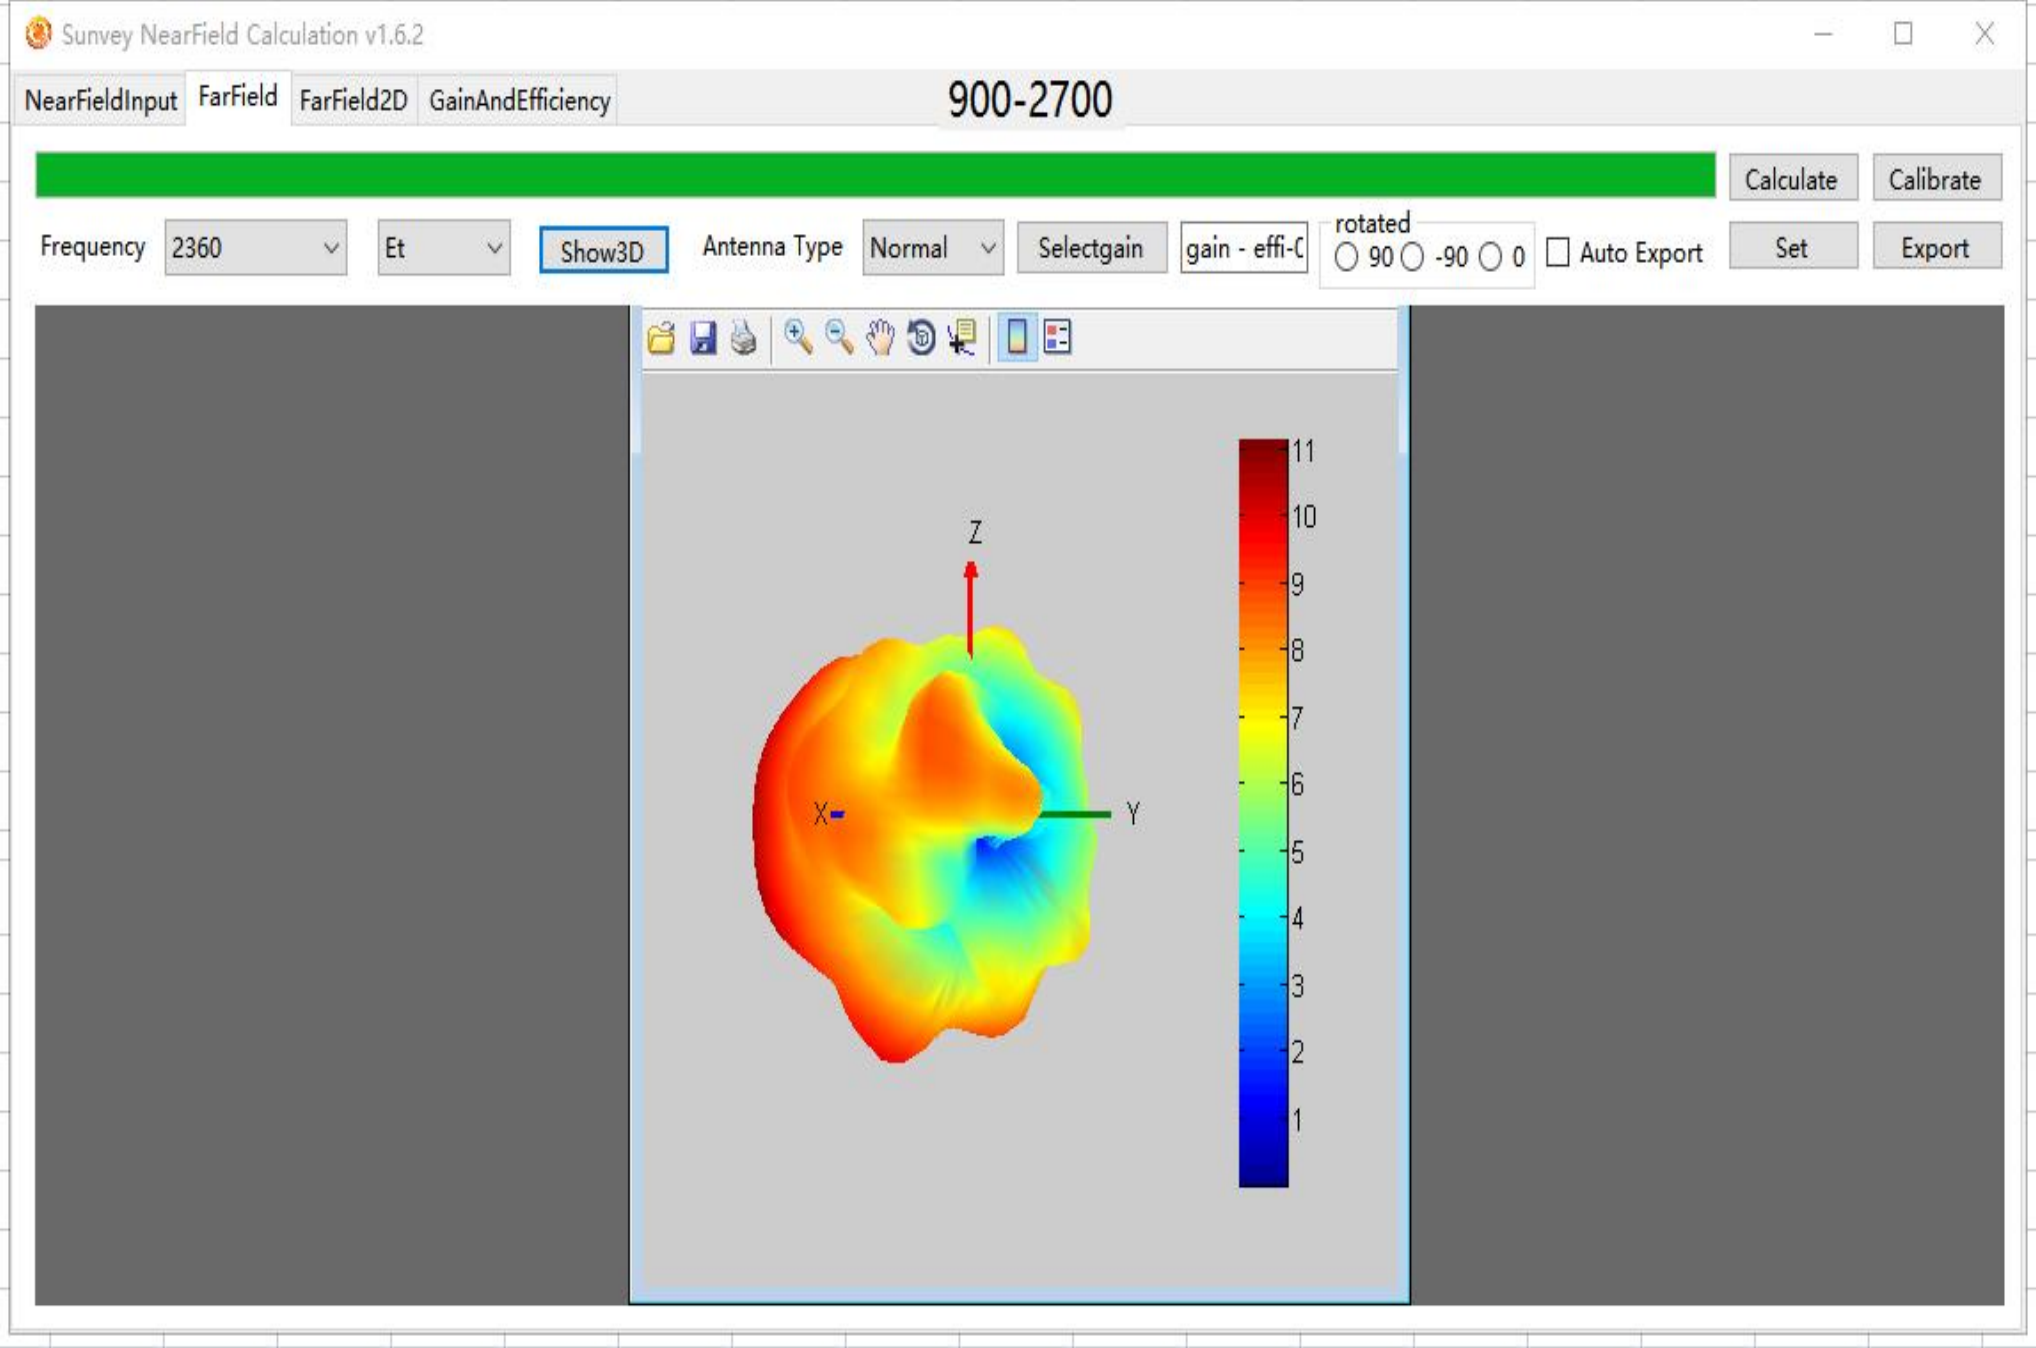 Sunvey NearField Calculation v1.6.2
NearFieldInput FarField FarField2D GainAndEfficiency 900-2700
Calculate Calibrate
Frequency 2360 Et Show3D Antenna Type Normal Selectgain gain - effi-C rotated 90 -90 0 Auto Export Set Export
11
10
Z
9
8
7
6
X Y
5
4
3
2
1